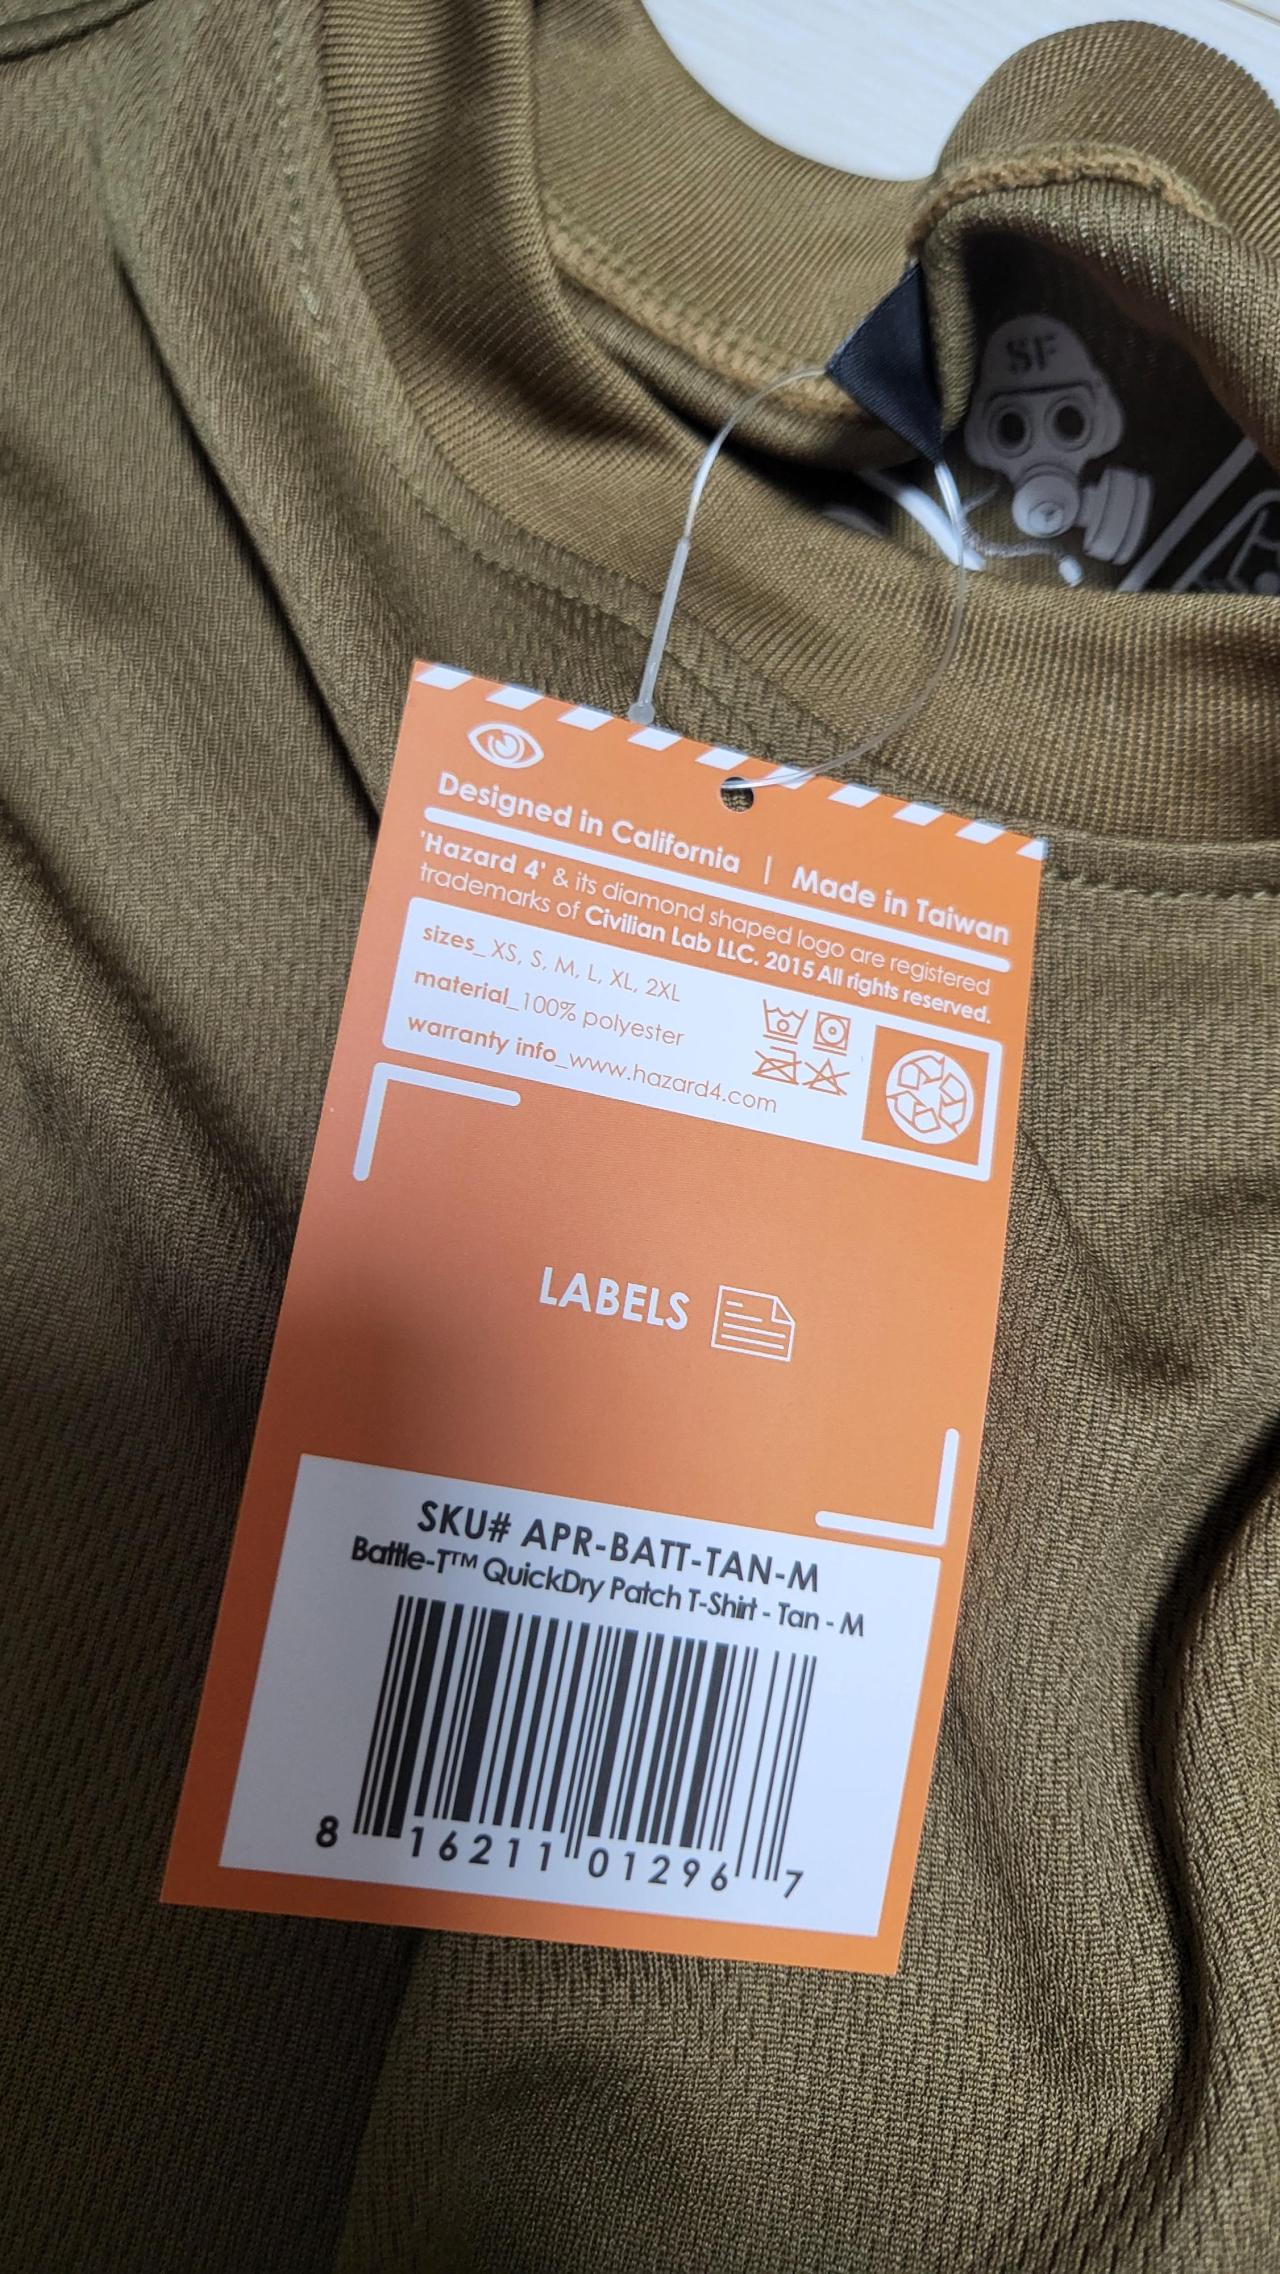 SF
Designed in California | Made in Taiwan
'Hazard 4' & its diamond shaped logo are registered
trademarks of Civilian Lab LLC. 2015 All rights reserved.
sizes_ XS, S, M, L, XL, 2XL
material_100% polyester
warranty info_www.hazard4.com
LABELS
SKU# APR-BATT-TAN-M
Battle-T™ QuickDry Patch T-Shirt - Tan - M
8 16211 01296 7